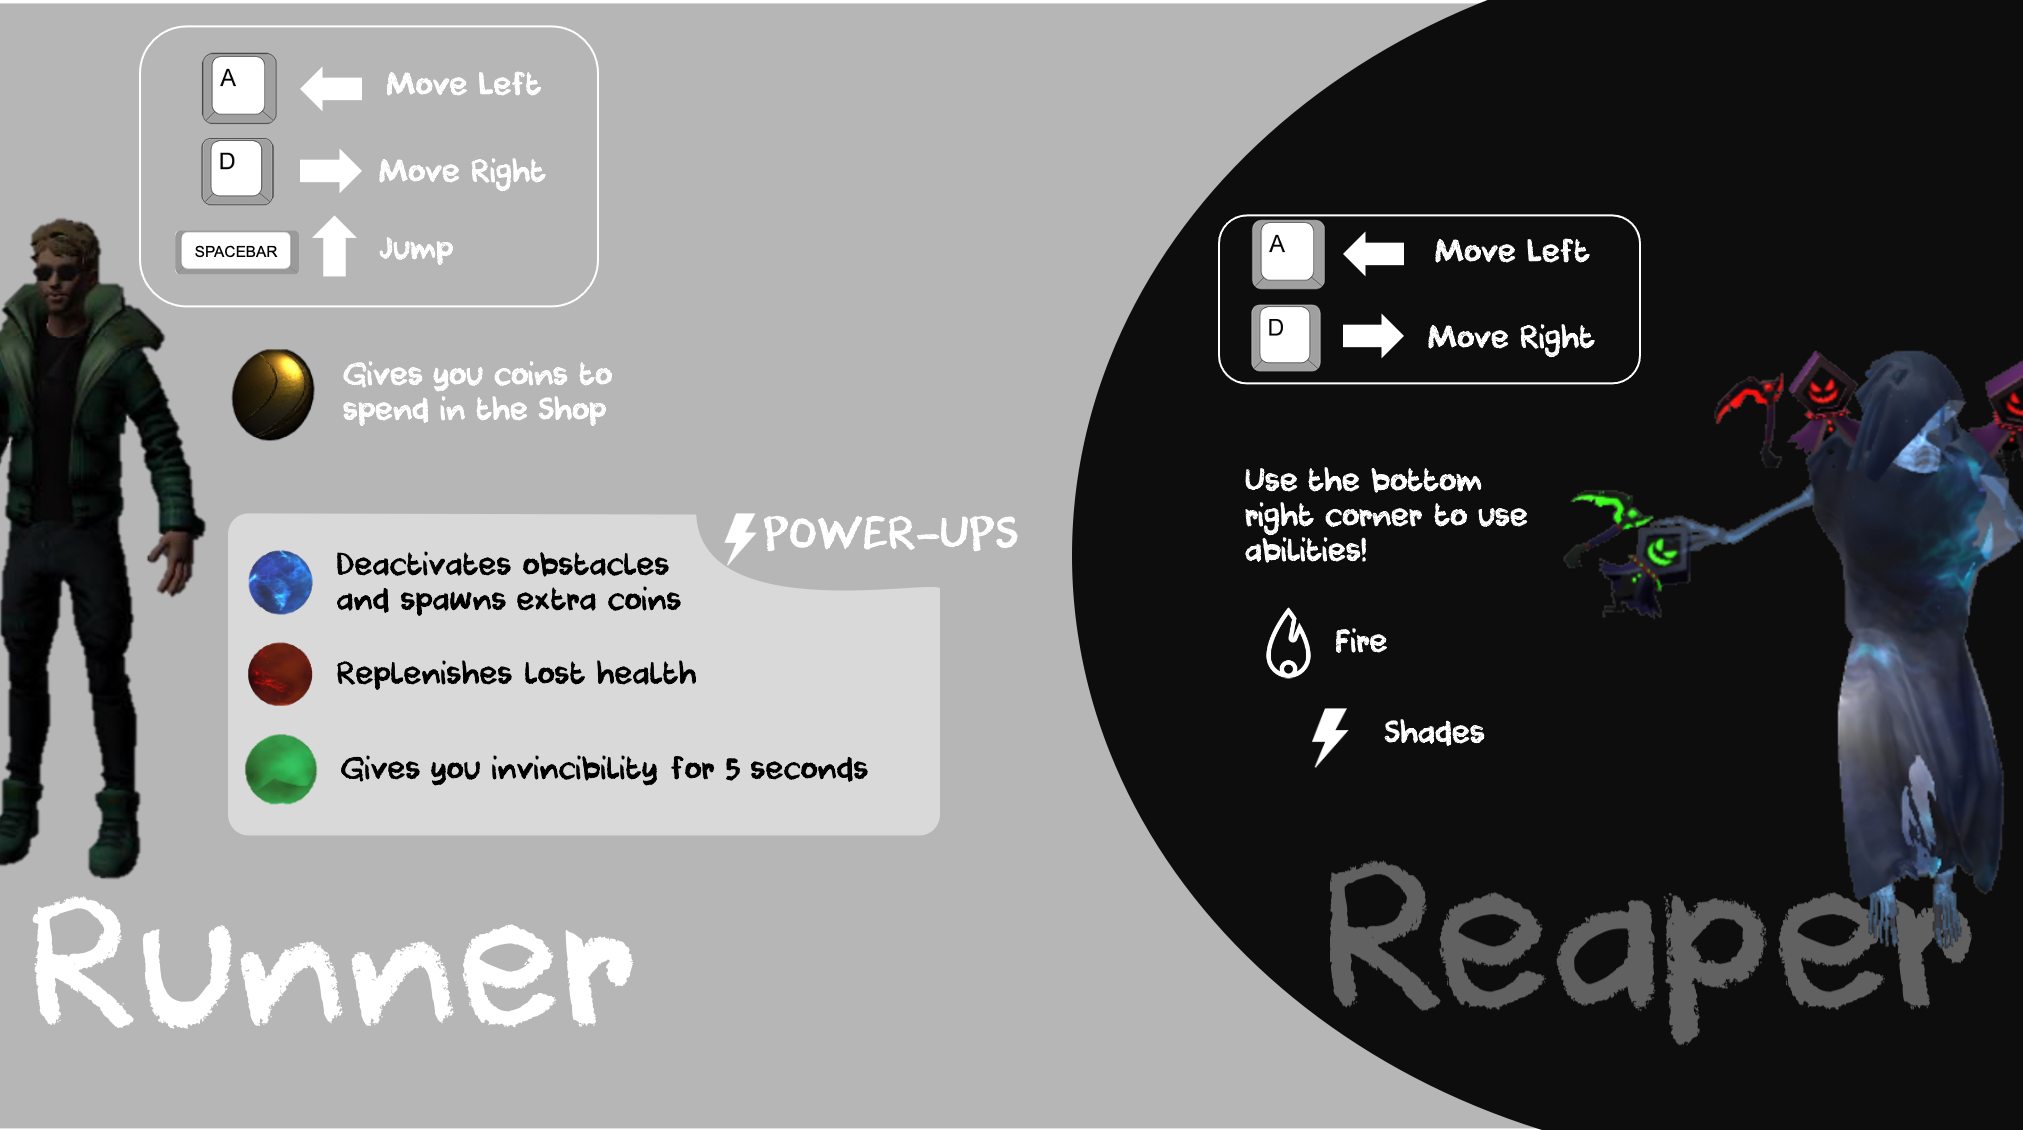 A
Move Left
D
Move Right
SPACEBAR
Jump
Gives you coins to
spend in the Shop
POWER-UPS
Deactivates obstacles
and spawns extra coins
Replenishes lost health
Gives you invincibility for 5 seconds
Runner
A
Move Left
D
Move Right
Use the bottom
right corner to use
abilities!
Fire
Shades
Reaper